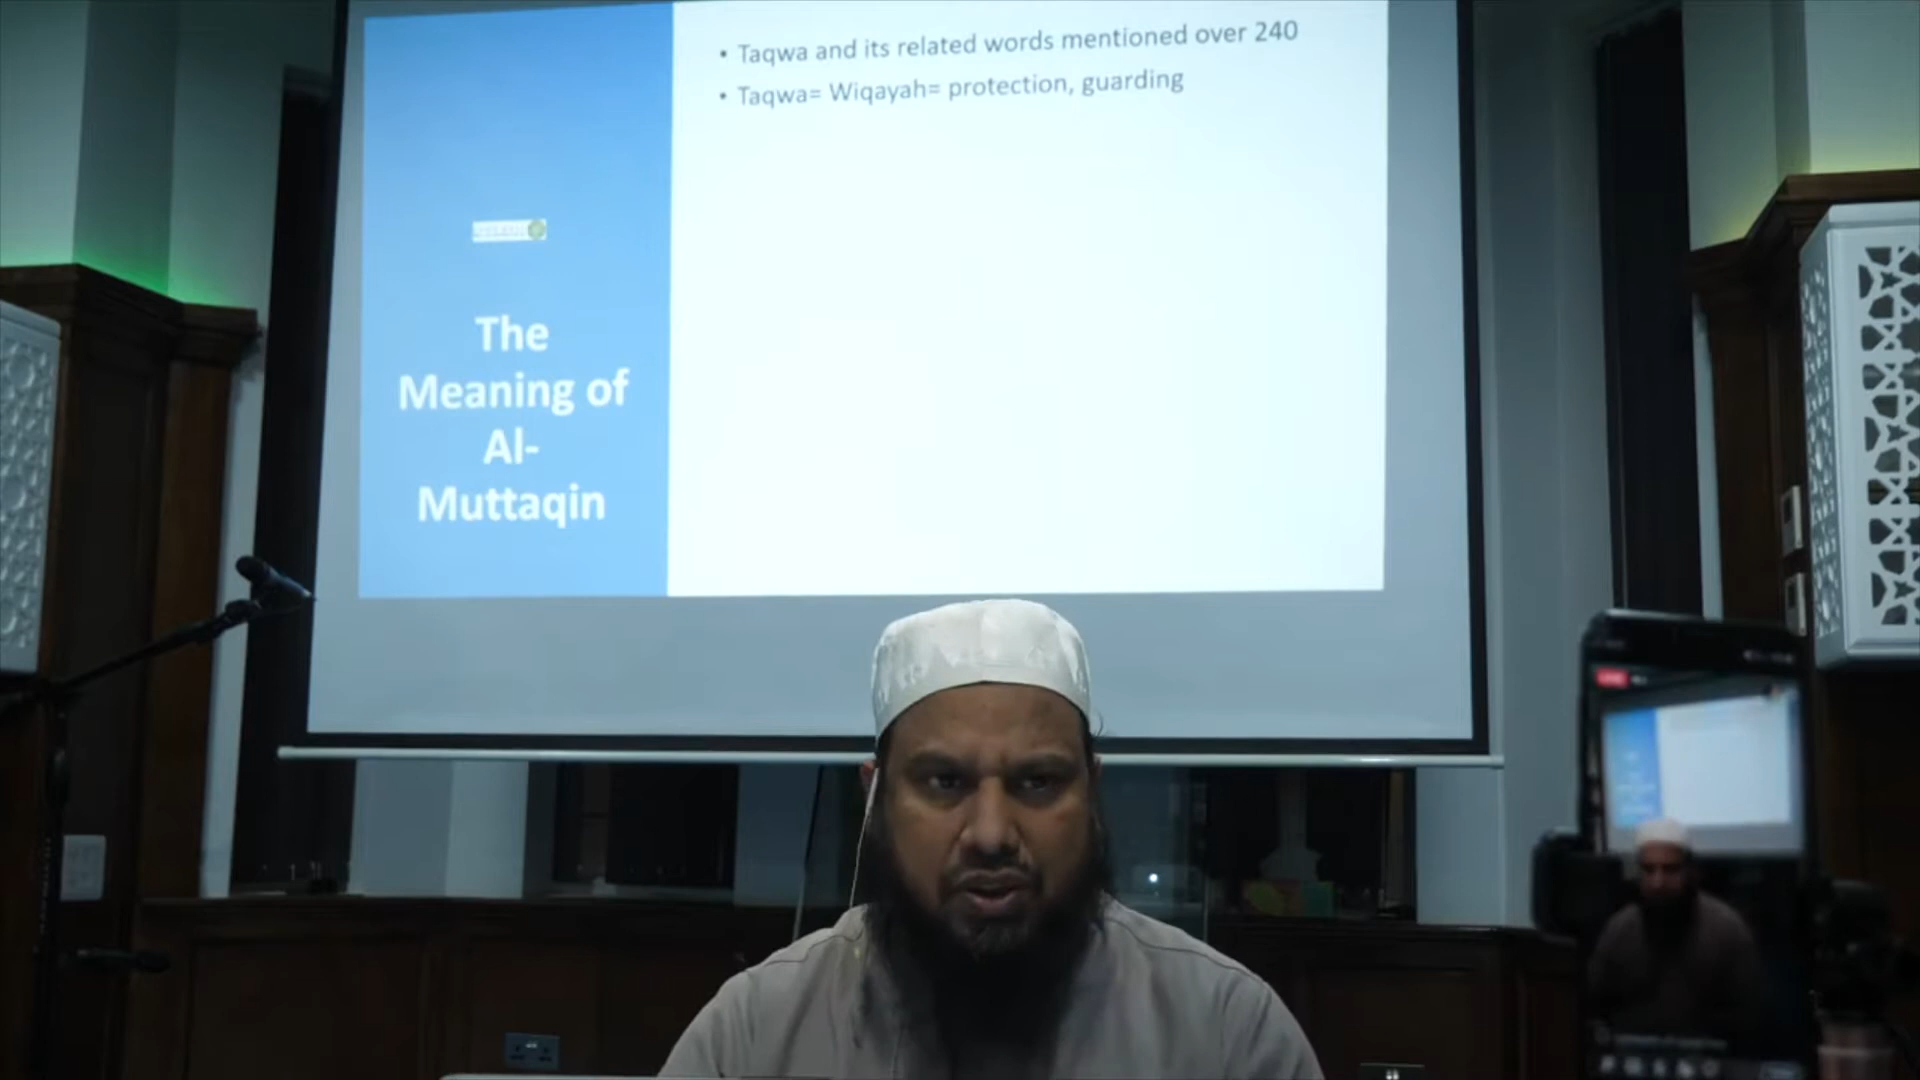 • Taqwa and its related words mentioned over 240
• Taqwa= Wiqayah= protection, guarding
The
Meaning of
Al-
Muttaqin